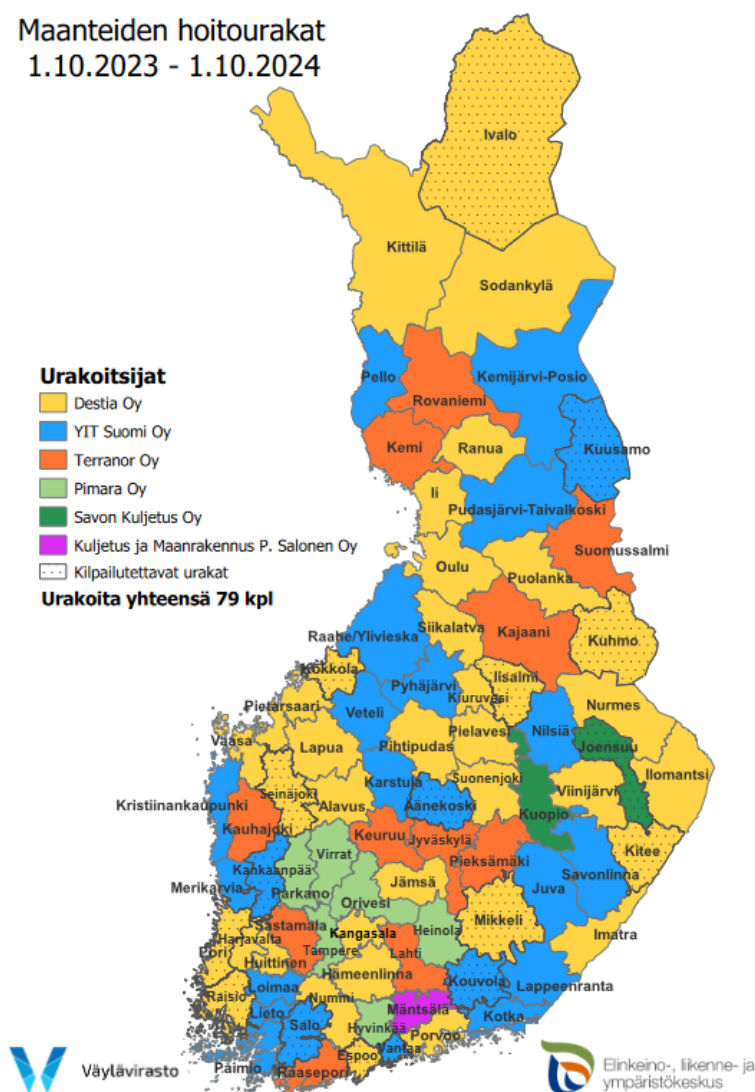 Maanteiden hoitourakat
1.10.2023 - 1.10.2024
Ivalo
Kittilä
Sodankylä
Urakoitsijat
Destia Oy
YIT Suomi Oy
Terranor Oy
Pimara Oy
Savon Kuljetus Oy
Kuljetus ja Maanrakennus P. Salonen Oy
Kilpailutettavat urakat
Urakoita yhteensä 79 kpl
Pello
Kemijärvi-Posio
Rovaniemi
Kemi
Ranua
Kuusamo
Ii
Pudasjärvi-Taivalkoski
Suomussalmi
Oulu
Puolanka
Siikalatva
Raahe/Ylivieska
Kajaani
Kuhmo
Kokkola
Iisalmi
Pyhäjärvi
Kiuruvesi
Pietarsaari
Veteli
Nurmes
Vaasa
Lapua
Pihtipudas
Pielavesi
Nilsiä
Joensuu
Ilomantsi
Seinäjoki
Karstula
Suonenjoki
Viinijärvi
Kristiinankaupunki
Alavus
Äänekoski
Kuopio
Kauhajoki
Keuruu
Jyväskylä
Virrat
Pieksämäki
Kitee
Kankaanpää
Savonlinna
Merikarvia
Parkano
Jämsä
Juva
Orivesi
Mikkeli
Sastamala
Kangasala
Heinola
Imatra
Harjavalta
Pori
Tampere
Lahti
Huittinen
Hämeenlinna
Loimaa
Kouvola
Lappeenranta
Raisio
Nummi
Mäntsälä
Lieto
Salo
Hyvinkää
Kotka
Porvoo
Espoo
Vantaa
Paimio
Raasepori
Väylävirasto
Elinkeino-, liikenne- ja
ympäristökeskus